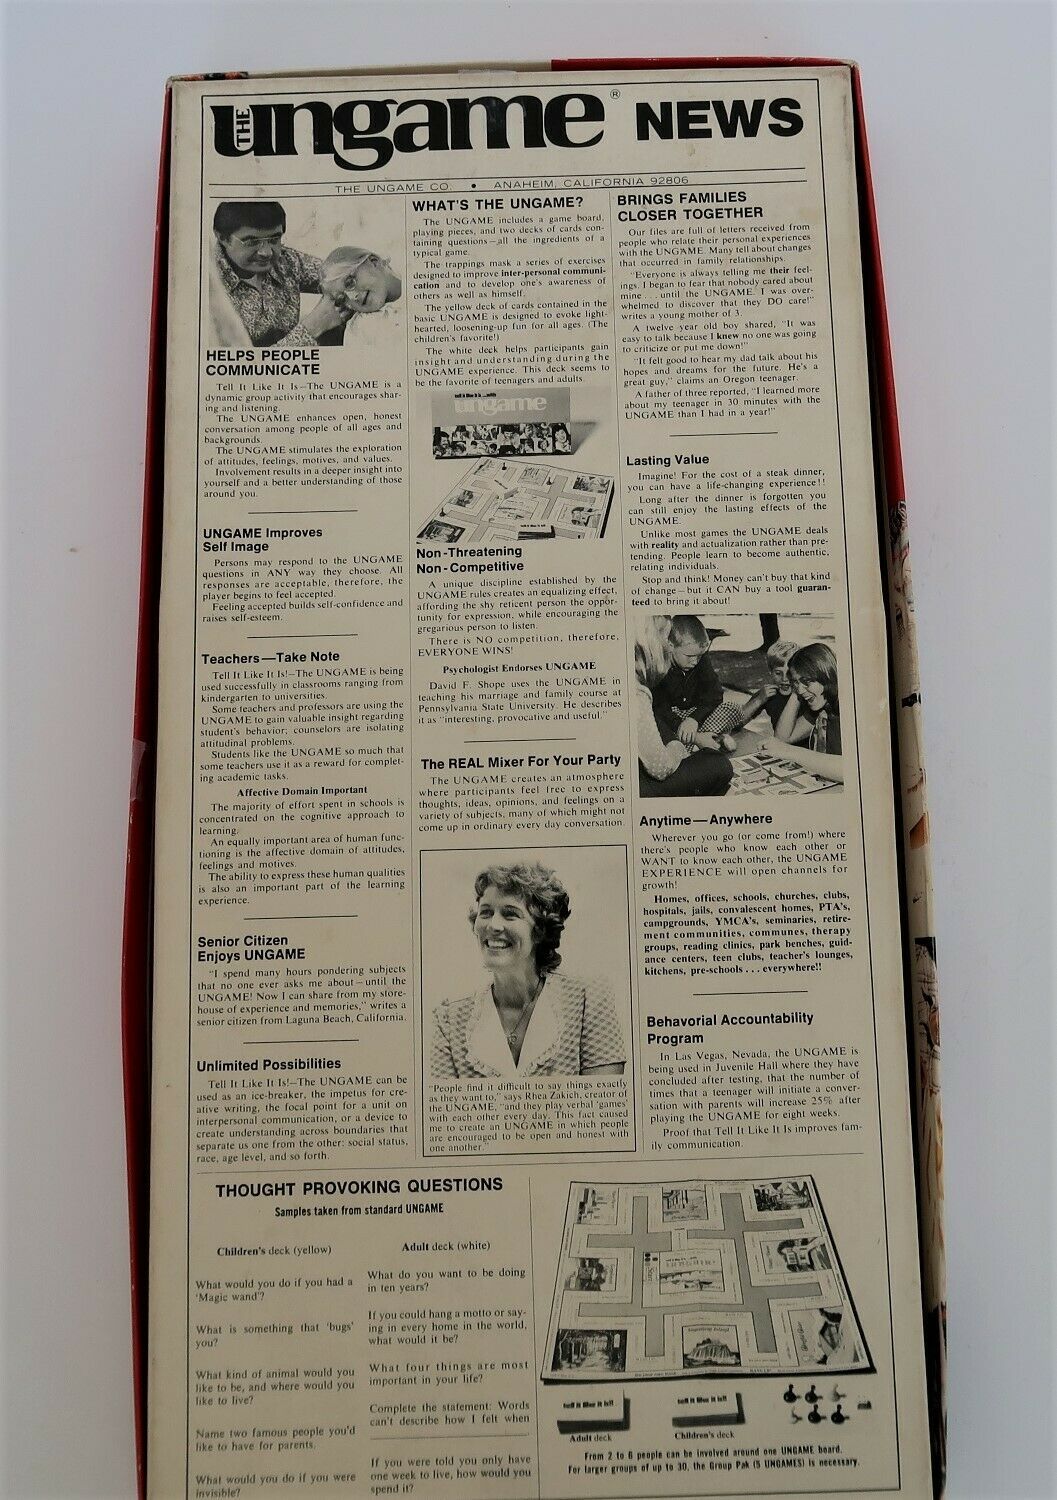 THE ungame® NEWS
THE UNGAME CO. • ANAHEIM, CALIFORNIA 92806
HELPS PEOPLE
COMMUNICATE
Tell It Like It Is—The UNGAME is a
dynamic group activity that encourages shar-
ing and listening.
The UNGAME enhances open, honest
conversation among people of all ages and
backgrounds.
The UNGAME stimulates the exploration
of attitudes, feelings, motives, and values.
Involvement results in a deeper insight into
yourself and a better understanding of those
around you.
UNGAME Improves
Self Image
Persons may respond to the UNGAME
questions in ANY way they choose. All
responses are acceptable, therefore, the
player begins to feel accepted.
Feeling accepted builds self-confidence and
raises self-esteem.
Teachers—Take Note
Tell It Like It Is!—The UNGAME is being
used successfully in classrooms ranging from
kindergarten to universities.
Some teachers and professors are using the
UNGAME to gain valuable insight regarding
student's behavior; counselors are isolating
attitudinal problems.
Students like the UNGAME so much that
some teachers use it as a reward for complet-
ing academic tasks.
Affective Domain Important
The majority of effort spent in schools is
concentrated on the cognitive approach to
learning.
An equally important area of human func-
tioning is the affective domain of attitudes,
feelings and motives.
The ability to express these human qualities
is also an important part of the learning
experience.
Senior Citizen
Enjoys UNGAME
"I spend many hours pondering subjects
that no one ever asks me about—until the
UNGAME! Now I can share from my store-
house of experience and memories," writes a
senior citizen from Laguna Beach, California.
Unlimited Possibilities
Tell It Like It Is!—The UNGAME can be
used as an ice-breaker, the impetus for cre-
ative writing, the focal point for a unit on
interpersonal communication, or a device to
create understanding across boundaries that
separate us one from the other: social status,
race, age level, and so forth.
WHAT'S THE UNGAME?
The UNGAME includes a game board,
playing pieces, and two decks of cards con-
taining questions—all the ingredients of a
typical game.
The trappings mask a series of exercises
designed to improve inter-personal communi-
cation and to develop one's awareness of
others as well as himself.
The yellow deck of cards contained in the
basic UNGAME is designed to evoke light-
hearted, loosening-up fun for all ages. (The
children's favorite!)
The white deck helps participants gain
insight and understanding during the
UNGAME experience. This deck seems to
be the favorite of teenagers and adults.
tell it like it is...with
ungame
Non-Threatening
Non-Competitive
A unique discipline established by the
UNGAME rules creates an equalizing effect,
affording the shy reticent person the oppor-
tunity for expression, while encouraging the
gregarious person to listen.
There is NO competition, therefore,
EVERYONE WINS!
Psychologist Endorses UNGAME
David F. Shope uses the UNGAME in
teaching his marriage and family course at
Pennsylvania State University. He describes
it as "interesting, provocative and useful."
The REAL Mixer For Your Party
The UNGAME creates an atmosphere
where participants feel free to express
thoughts, ideas, opinions, and feelings on a
variety of subjects, many of which might not
come up in ordinary every day conversation.
"People find it difficult to say things exactly
as they want to," says Rhea Zakich, creator of
the UNGAME, "and they play verbal 'games'
with each other every day. This fact caused
me to create an UNGAME in which people
are encouraged to be open and honest with
one another."
BRINGS FAMILIES
CLOSER TOGETHER
Our files are full of letters received from
people who relate their personal experiences
with the UNGAME. Many tell about changes
that occurred in family relationships.
"Everyone is always telling me their feel-
ings. I began to fear that nobody cared about
mine . . . until the UNGAME. I was over-
whelmed to discover that they DO care!"
writes a young mother of 3.
A twelve year old boy shared, "It was
easy to talk because I knew no one was going
to criticize or put me down!"
"It felt good to hear my dad talk about his
hopes and dreams for the future. He's a
great guy," claims an Oregon teenager.
A father of three reported, "I learned more
about my teenager in 30 minutes with the
UNGAME than I had in a year!"
Lasting Value
Imagine! For the cost of a steak dinner,
you can have a life-changing experience!!
Long after the dinner is forgotten you
can still enjoy the lasting effects of the
UNGAME.
Unlike most games the UNGAME deals
with reality and actualization rather than pre-
tending. People learn to become authentic,
relating individuals.
Stop and think! Money can't buy that kind
of change—but it CAN buy a tool guaran-
teed to bring it about!
Anytime—Anywhere
Wherever you go (or come from!) where
there's people who know each other or
WANT to know each other, the UNGAME
EXPERIENCE will open channels for
growth!
Homes, offices, schools, churches, clubs,
hospitals, jails, convalescent homes, PTA's,
campgrounds, YMCA's, seminaries, retire-
ment communities, communes, therapy
groups, reading clinics, park benches, guid-
ance centers, teen clubs, teacher's lounges,
kitchens, pre-schools . . . everywhere!!
Behavorial Accountability
Program
In Las Vegas, Nevada, the UNGAME is
being used in Juvenile Hall where they have
concluded after testing, that the number of
times that a teenager will initiate a conver-
sation with parents will increase 25% after
playing the UNGAME for eight weeks.
Proof that Tell It Like It Is improves fam-
ily communication.
THOUGHT PROVOKING QUESTIONS
Samples taken from standard UNGAME
Children's deck (yellow)
What would you do if you had a
'Magic wand'?
What is something that 'bugs'
you?
What kind of animal would you
like to be, and where would you
like to live?
Name two famous people you'd
like to have for parents.
What would you do if you were
invisible?
Adult deck (white)
What do you want to be doing
in ten years?
If you could hang a motto or say-
ing in every home in the world,
what would it be?
What four things are most
important in your life?
Complete the statement: Words
can't describe how I felt when
If you were told you only have
one week to live, how would you
spend it?
tell it like it is!!
Adult deck
tell it like it is!!
Children's deck
From 2 to 6 people can be involved around one UNGAME board.
For larger groups of up to 30, the Group Pak (5 UNGAMES) is necessary.